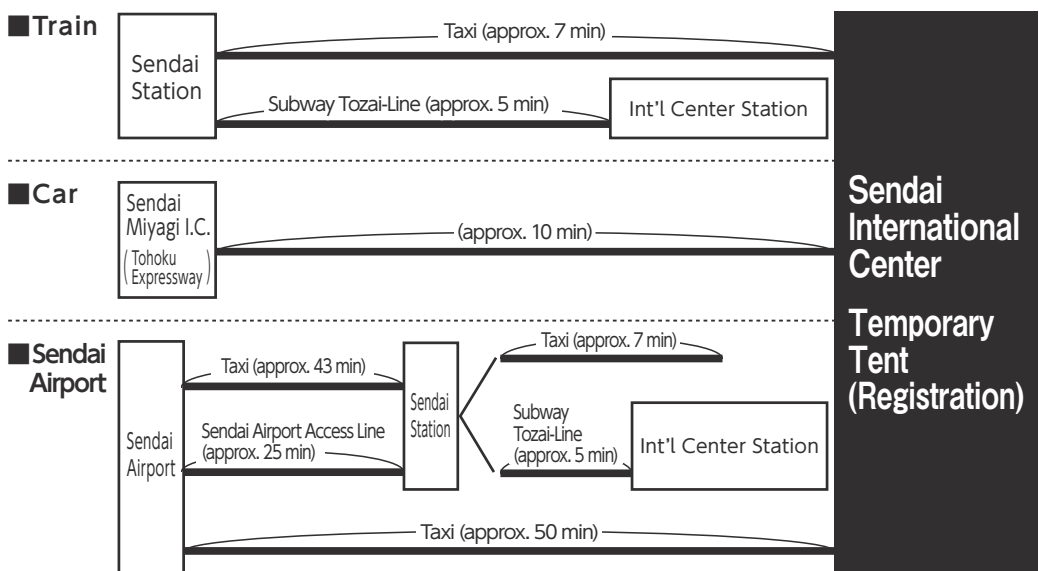 ■Train
Sendai
Station
Taxi (approx. 7 min)
Subway Tozai-Line (approx. 5 min)
Int'l Center Station
■Car
Sendai
Miyagi I.C.
(Tohoku
Expressway)
(approx. 10 min)
■Sendai
Airport
Sendai
Airport
Taxi (approx. 43 min)
Sendai Airport Access Line
(approx. 25 min)
Sendai
Station
Taxi (approx. 7 min)
Subway
Tozai-Line
(approx. 5 min)
Int'l Center Station
Taxi (approx. 50 min)
Sendai
International
Center
Temporary
Tent
(Registration)